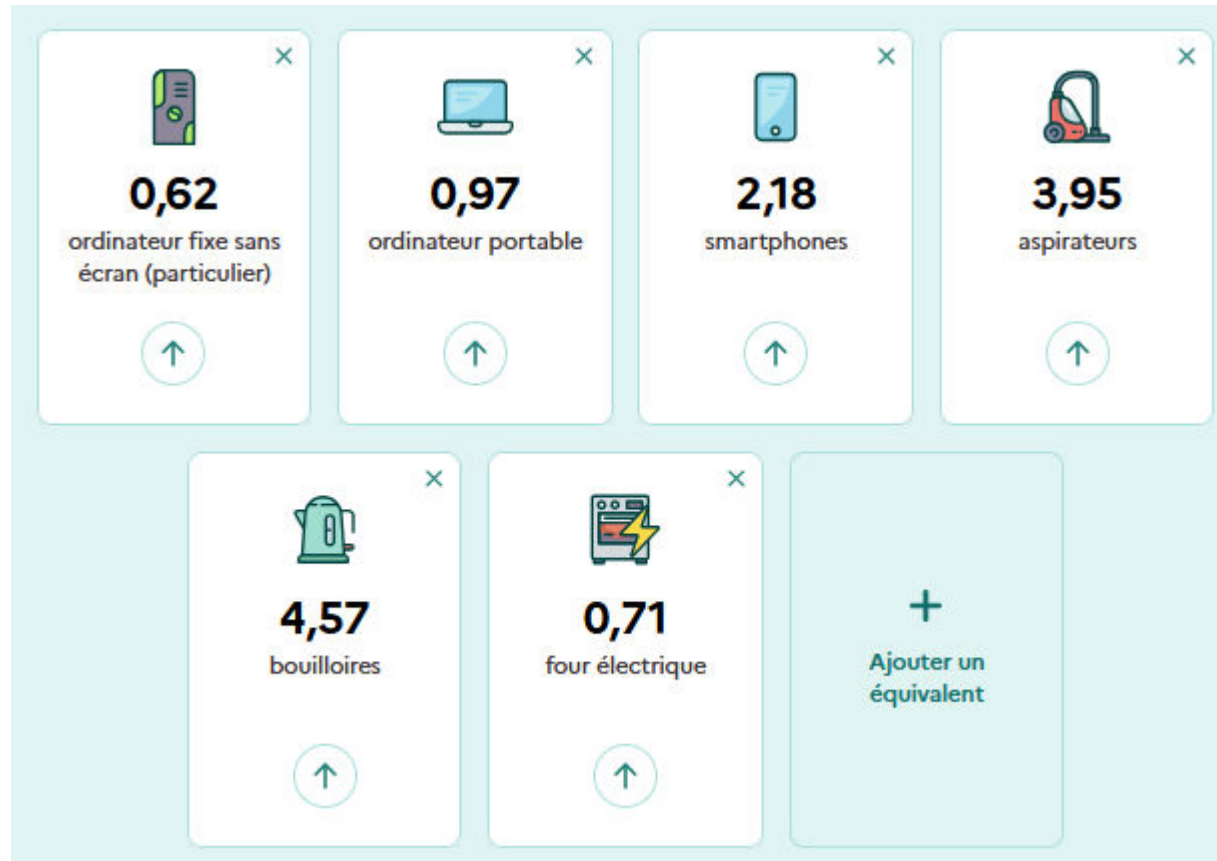 0,62
ordinateur fixe sans
écran (particulier)
0,97
ordinateur portable
2,18
smartphones
3,95
aspirateurs
4,57
bouilloires
0,71
four électrique
Ajouter un
équivalent